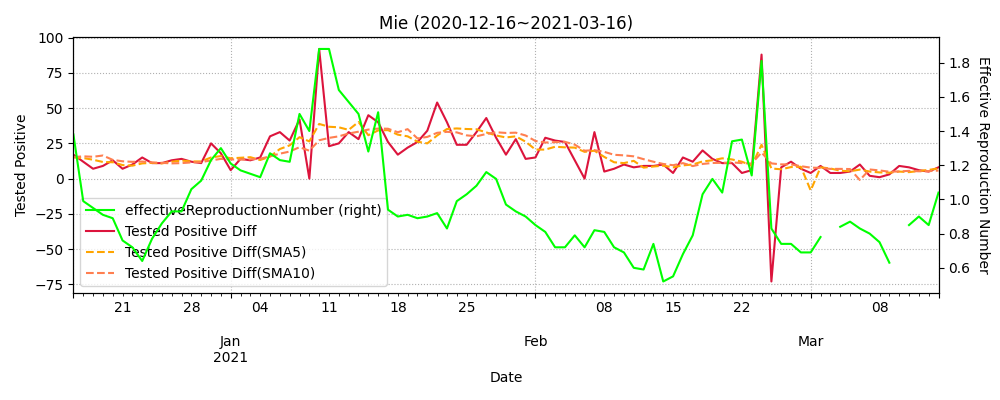 Mie (2020-12-16~2021-03-16)
Tested Positive
100
75
50
25
0
−25
−50
−75
effectiveReproductionNumber (right)
Tested Positive Diff
Tested Positive Diff(SMA5)
Tested Positive Diff(SMA10)
1.8
1.6
1.4
1.2
1.0
0.8
0.6
Effective Reproduction Number
21 28 04 11 18 25 08 15 22 08
Jan Feb Mar
2021
Date